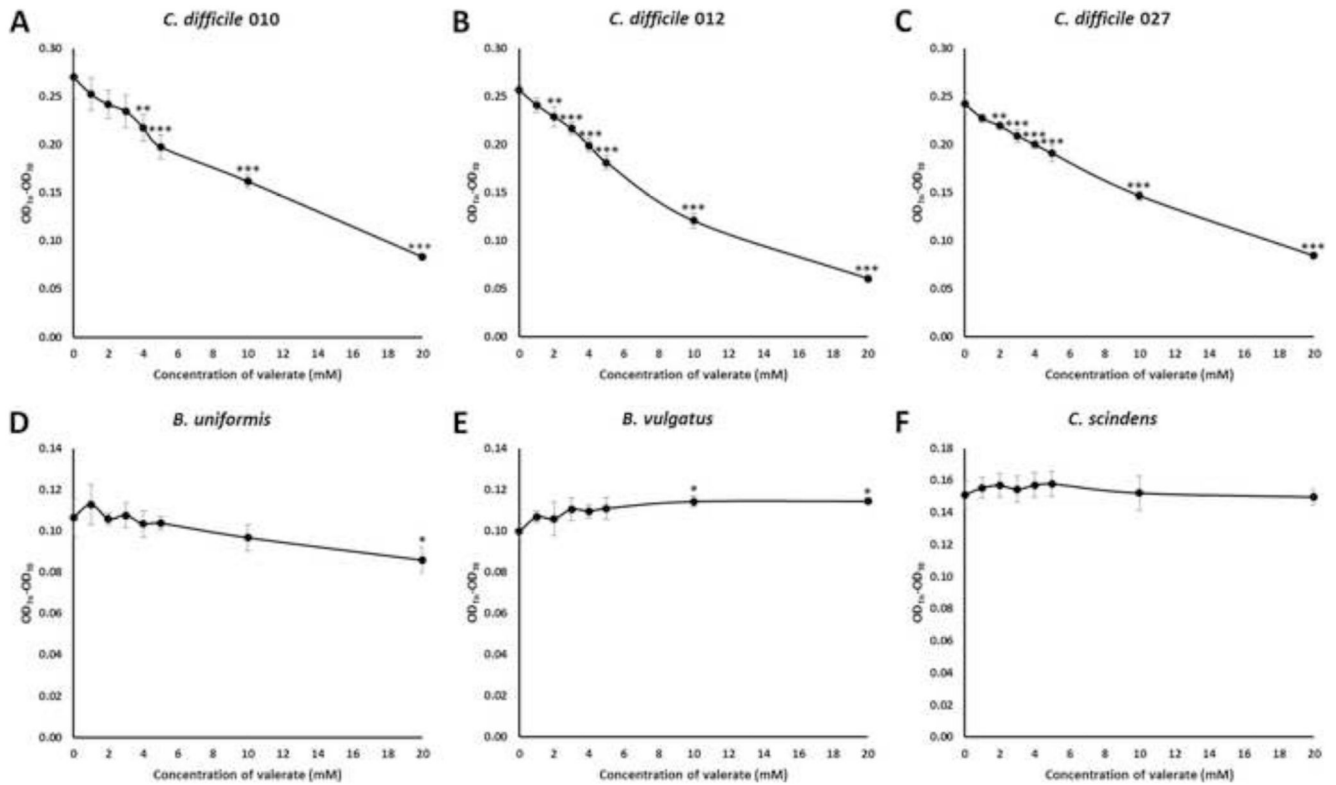 A
C. difficile 010
0.30
0.25
0.20
0.15
0.10
0.05
0.00
**
***
***
***
0 2 4 6 8 10 12 14 16 18 20
Concentration of valerate (mM)
B
C. difficile 012
0.30
0.25
0.20
0.15
0.10
0.05
0.00
**
***
***
***
***
***
0 2 4 6 8 10 12 14 16 18 20
Concentration of valerate (mM)
C
C. difficile 027
0.30
0.25
0.20
0.15
0.10
0.05
0.00
**
***
***
***
***
***
0 2 4 6 8 10 12 14 16 18 20
Concentration of valerate (mM)
D
B. uniformis
0.14
0.12
0.10
0.08
0.06
0.04
0.02
0.00
*
0 2 4 6 8 10 12 14 16 18 20
Concentration of valerate (mM)
E
B. vulgatus
0.14
0.12
0.10
0.08
0.06
0.04
0.02
0.00
*
*
0 2 4 6 8 10 12 14 16 18 20
Concentration of valerate (mM)
F
C. scindens
0.18
0.16
0.14
0.12
0.10
0.08
0.06
0.04
0.02
0.00
0 2 4 6 8 10 12 14 16 18 20
Concentration of valerate (mM)